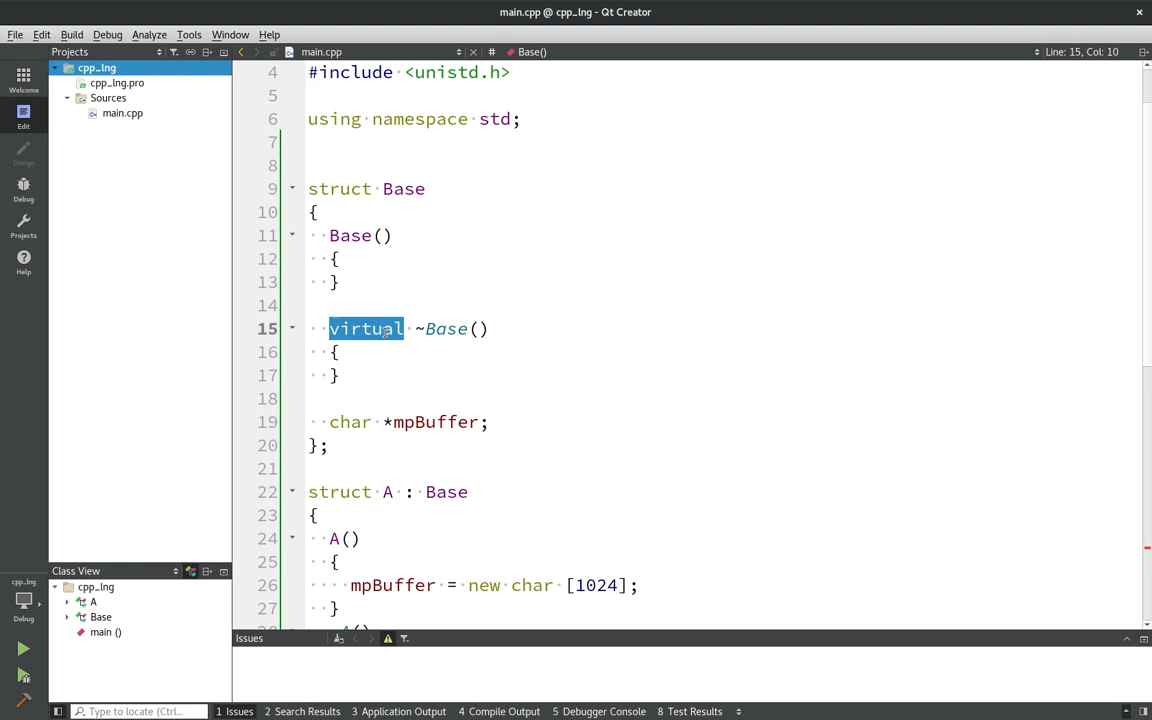 main.cpp @ cpp_lng - Qt Creator
File Edit Build Debug Analyze Tools Window Help
Projects
main.cpp
#
Base()
Line: 15, Col: 10
Welcome
Edit
Design
Debug
Projects
Help
cpp_lng
cpp_lng.pro
Sources
main.cpp
4 #include <unistd.h>
5
6 using namespace std;
7
8
9 struct Base
10 {
11 Base()
12 {
13 }
14
15 virtual ~Base()
16 {
17 }
18
19 char *mpBuffer;
20 };
21
22 struct A : Base
23 {
24 A()
25 {
26 mpBuffer = new char [1024];
27 }
Class View
cpp_lng
A
Base
main ()
cpp_lng
Debug
Issues
Type to locate (Ctrl...
1 Issues 2 Search Results 3 Application Output 4 Compile Output 5 Debugger Console 8 Test Results